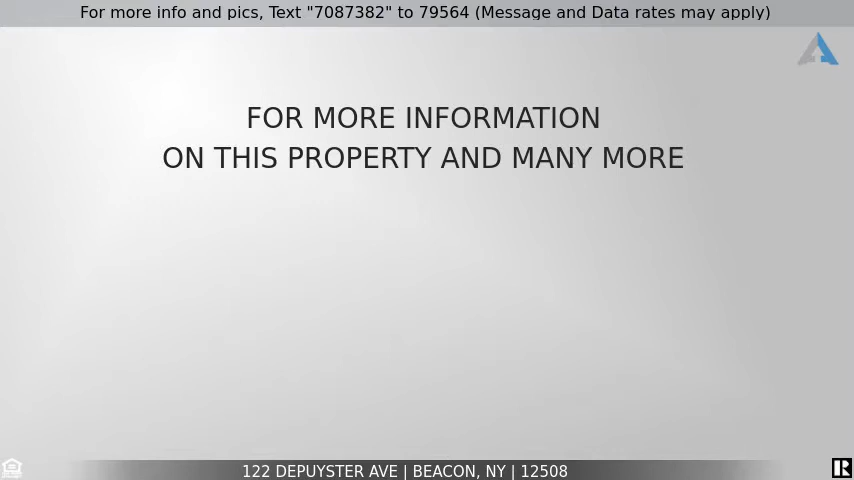 For more info and pics, Text "7087382" to 79564 (Message and Data rates may apply)
FOR MORE INFORMATION
ON THIS PROPERTY AND MANY MORE
122 DEPUYSTER AVE | BEACON, NY | 12508